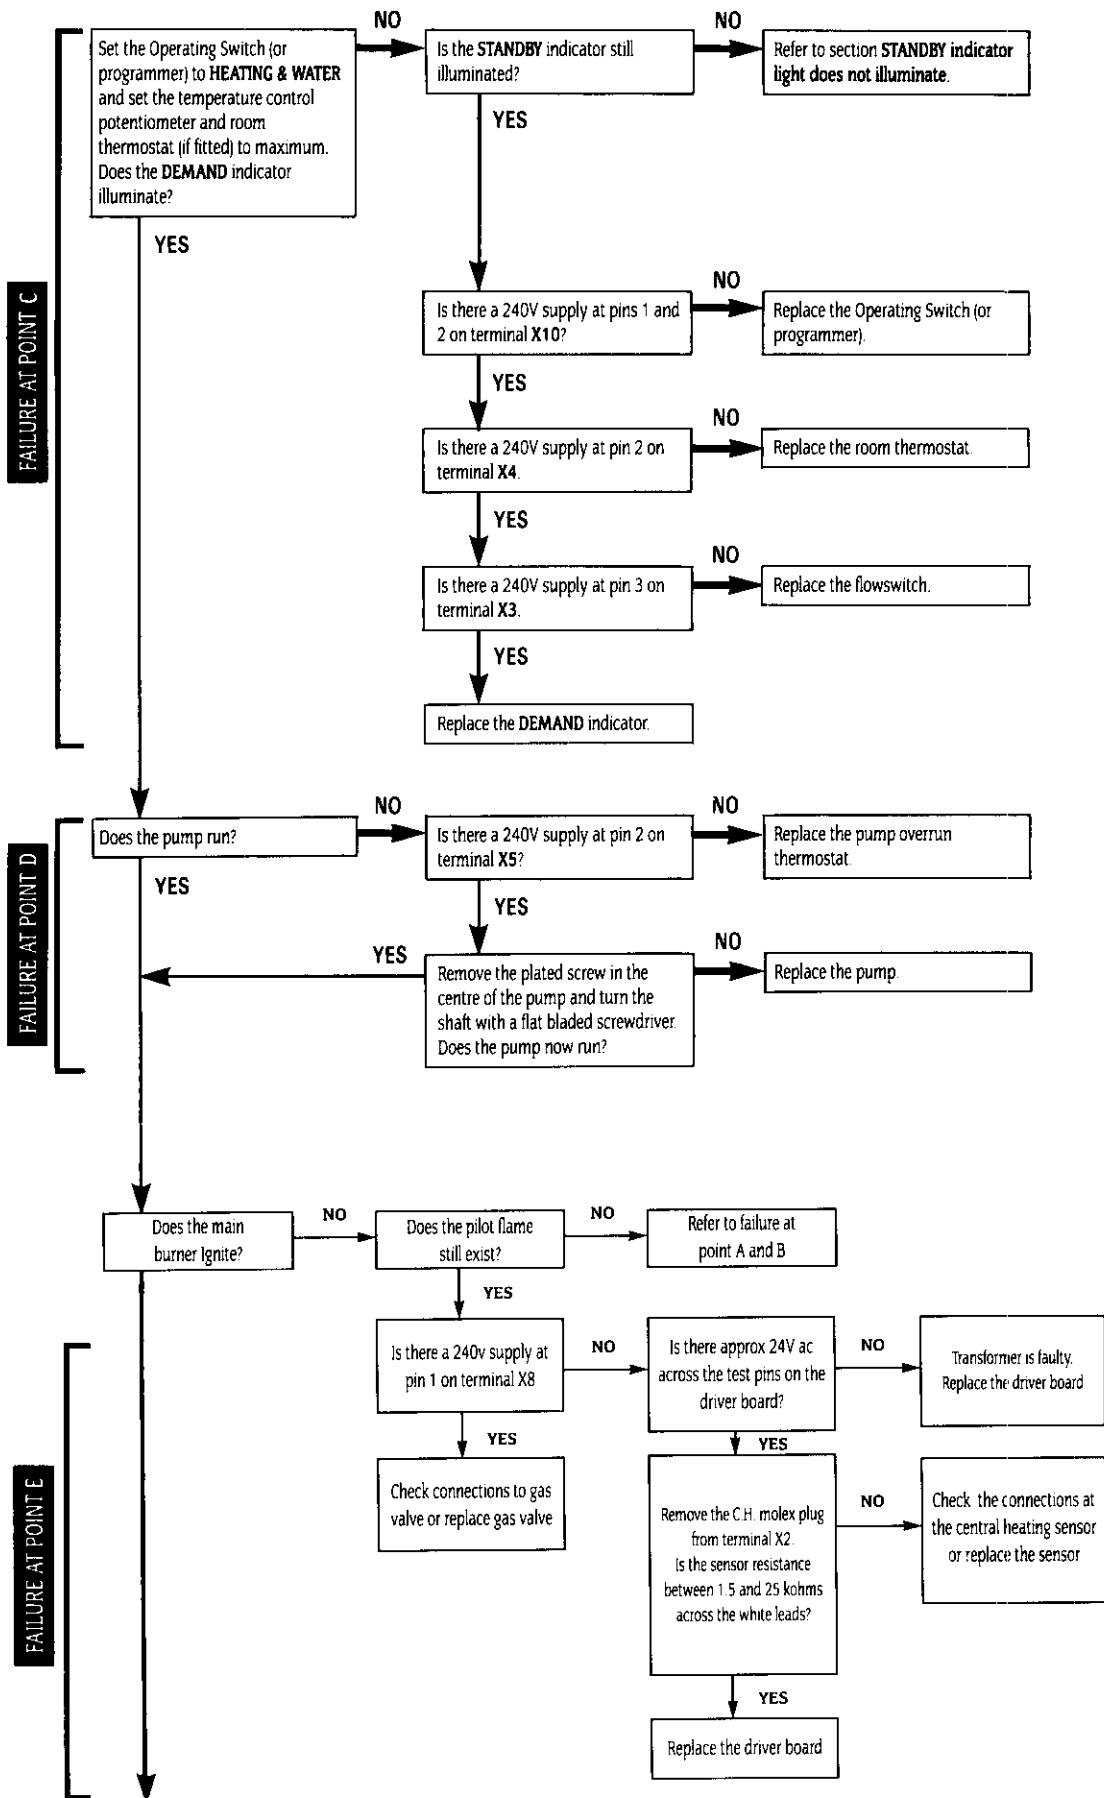 FAILURE AT POINT C
Set the Operating Switch (or
programmer) to HEATING & WATER
and set the temperature control
potentiometer and room
thermostat (if fitted) to maximum.
Does the DEMAND indicator
illuminate?
NO
Is the STANDBY indicator still
illuminated?
NO
Refer to section STANDBY indicator
light does not illuminate.
YES
YES
Is there a 240V supply at pins 1 and
2 on terminal X10?
NO
Replace the Operating Switch (or
programmer).
YES
Is there a 240V supply at pin 2 on
terminal X4.
NO
Replace the room thermostat.
YES
Is there a 240V supply at pin 3 on
terminal X3.
NO
Replace the flowswitch.
YES
Replace the DEMAND indicator.
FAILURE AT POINT D
Does the pump run?
NO
Is there a 240V supply at pin 2 on
terminal X5?
NO
Replace the pump overrun
thermostat.
YES
YES
YES
Remove the plated screw in the
centre of the pump and turn the
shaft with a flat bladed screwdriver.
Does the pump now run?
NO
Replace the pump.
Does the main
burner Ignite?
NO
Does the pilot flame
still exist?
NO
Refer to failure at
point A and B
YES
FAILURE AT POINT E
Is there a 240v supply at
pin 1 on terminal X8
NO
Is there approx 24V ac
across the test pins on the
driver board?
NO
Transformer is faulty.
Replace the driver board
YES
YES
Check connections to gas
valve or replace gas valve
Remove the C.H. molex plug
from terminal X2.
Is the sensor resistance
between 1.5 and 25 kohms
across the white leads?
NO
Check the connections at
the central heating sensor
or replace the sensor
YES
Replace the driver board